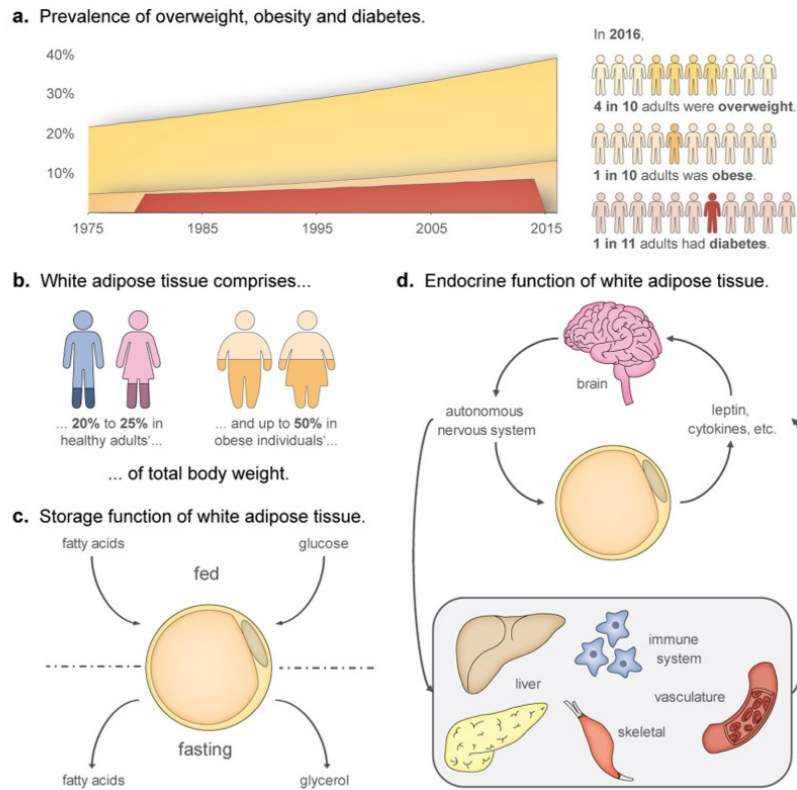 a. Prevalence of overweight, obesity and diabetes.
40%
30%
20%
10%
1975 1985 1995 2005 2015
In 2016,
4 in 10 adults were overweight.
1 in 10 adults was obese.
1 in 11 adults had diabetes.
b. White adipose tissue comprises...
... 20% to 25% in
healthy adults'...
... and up to 50% in
obese individuals'...
... of total body weight.
c. Storage function of white adipose tissue.
fatty acids
glucose
fed
fasting
fatty acids
glycerol
d. Endocrine function of white adipose tissue.
brain
autonomous
nervous system
leptin,
cytokines, etc.
immune
system
liver
vasculature
skeletal